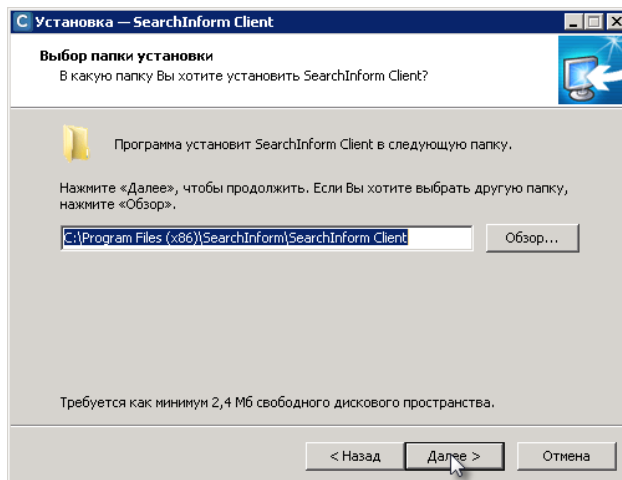 C Установка — SearchInform Client
Выбор папки установки
В какую папку Вы хотите установить SearchInform Client?
Программа установит SearchInform Client в следующую папку.
Нажмите «Далее», чтобы продолжить. Если Вы хотите выбрать другую папку,
нажмите «Обзор».
C:\Program Files (x86)\SearchInform\SearchInform Client
Обзор...
Требуется как минимум 2,4 Мб свободного дискового пространства.
< Назад
Далее >
Отмена